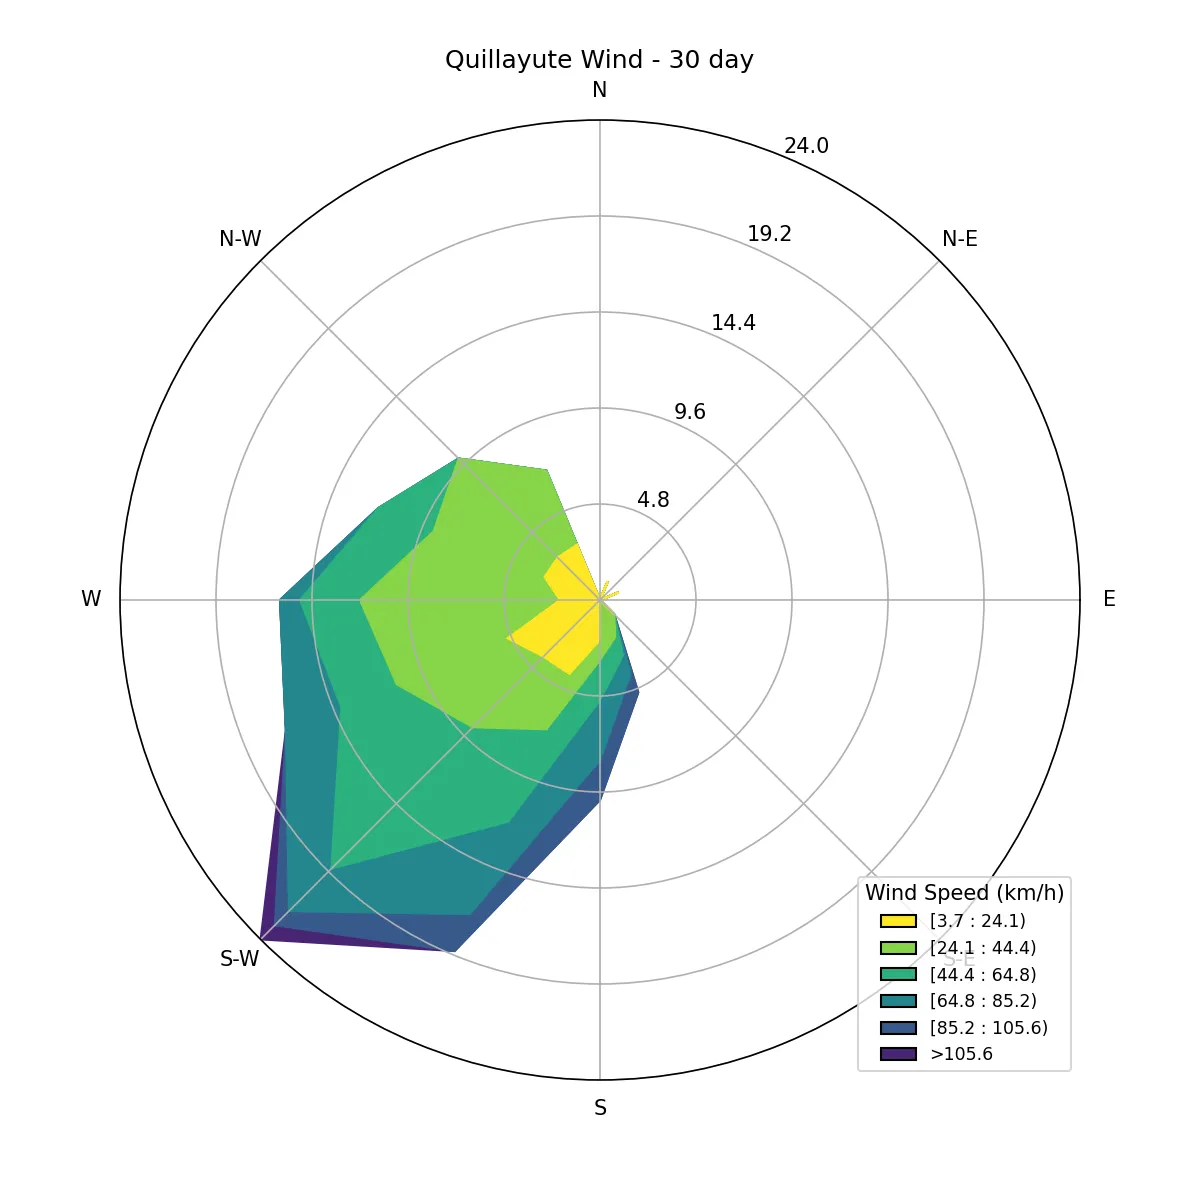 Quillayute Wind - 30 day
N
24.0
19.2
N-W
N-E
14.4
9.6
4.8
W
E
Wind Speed (km/h)
[3.7 : 24.1)
[24.1 : 44.4)
S-W
S-E
[44.4 : 64.8)
[64.8 : 85.2)
[85.2 : 105.6)
>105.6
S